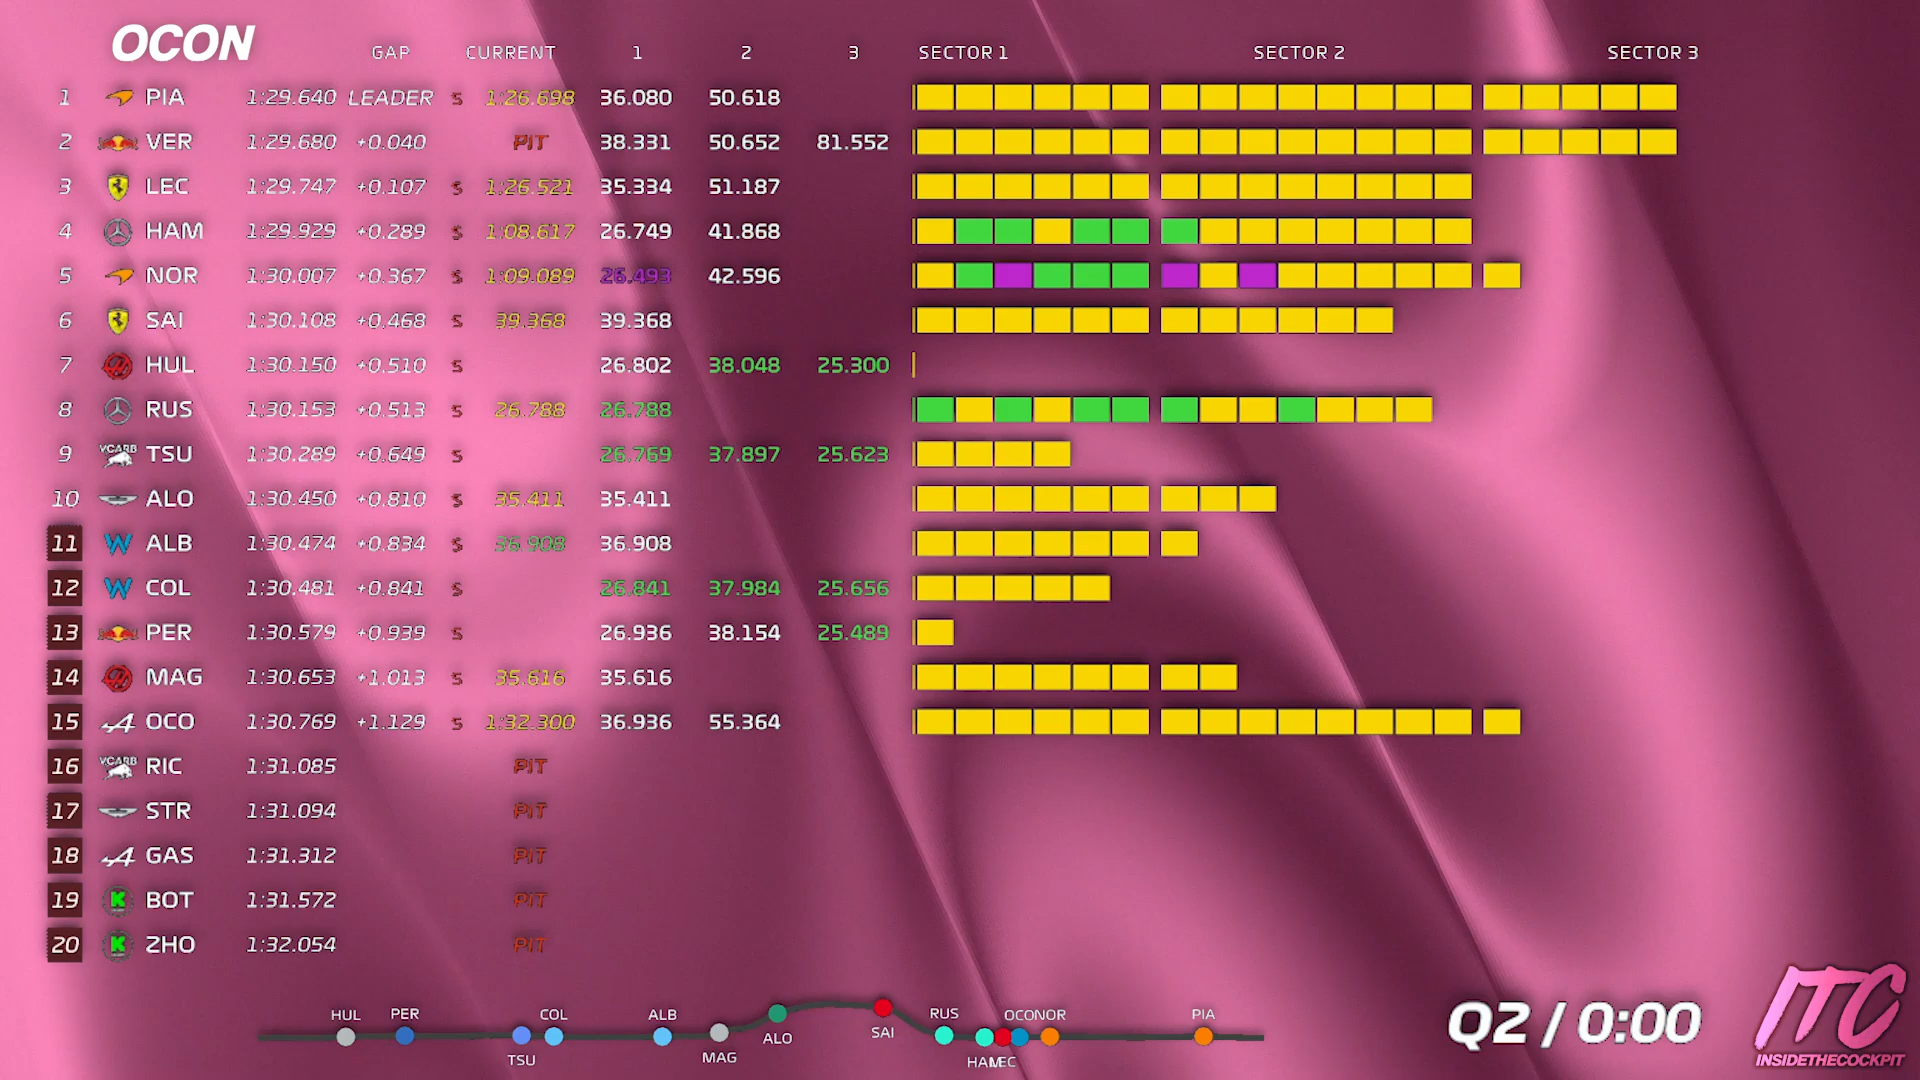 OCON GAP CURRENT 1 2 3 SECTOR 1 SECTOR 2 SECTOR 3
1 PIA 1:29.640 LEADER S 1:26.698 36.080 50.618
2 VER 1:29.680 +0.040 PIT 38.331 50.652 81.552
3 LEC 1:29.747 +0.107 S 1:26.521 35.334 51.187
4 HAM 1:29.929 +0.289 S 1:08.617 26.749 41.868
5 NOR 1:30.007 +0.367 S 1:09.089 26.493 42.596
6 SAI 1:30.108 +0.468 S 39.368 39.368
7 HUL 1:30.150 +0.510 S 26.802 38.048 25.300
8 RUS 1:30.153 +0.513 S 26.788 26.788
9 VCARB TSU 1:30.289 +0.649 S 26.769 37.897 25.623
10 ALO 1:30.450 +0.810 S 35.411 35.411
11 W ALB 1:30.474 +0.834 S 36.908 36.908
12 W COL 1:30.481 +0.841 S 26.841 37.984 25.656
13 PER 1:30.579 +0.939 S 26.936 38.154 25.489
14 MAG 1:30.653 +1.013 S 35.616 35.616
15 A OCO 1:30.769 +1.129 S 1:32.300 36.936 55.364
16 VCARB RIC 1:31.085 PIT
17 STR 1:31.094 PIT
18 A GAS 1:31.312 PIT
19 K BOT 1:31.572 PIT
20 K ZHO 1:32.054 PIT
HUL PER COL ALB RUS OCONOR PIA
TSU MAG ALO SAI HAMEC
Q2 / 0:00
ITC
INSIDETHECOCKPIT